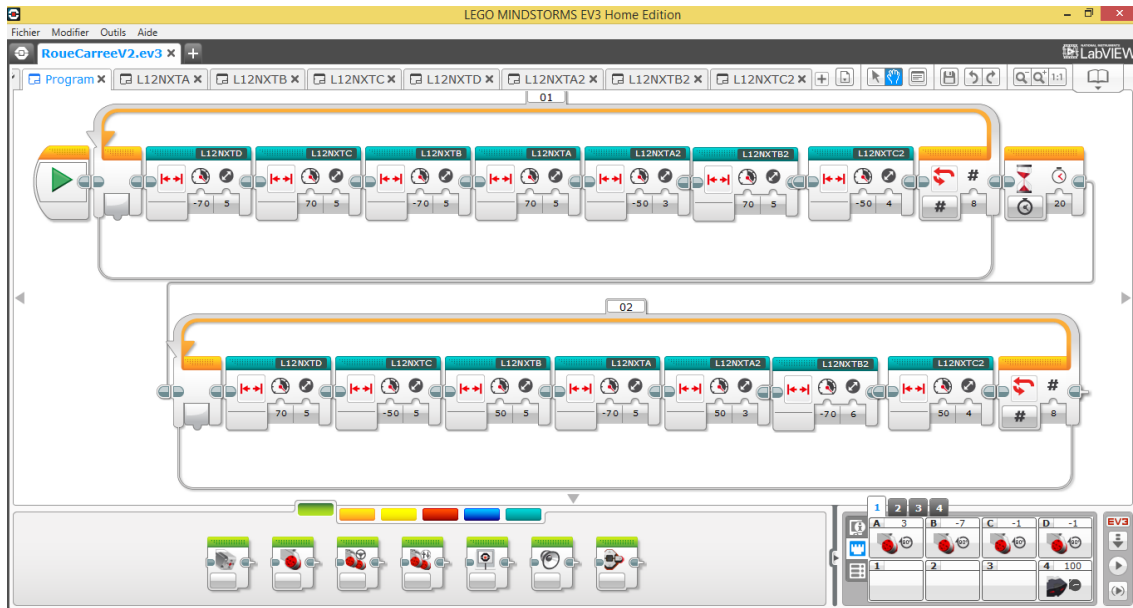 LEGO MINDSTORMS EV3 Home Edition
Fichier Modifier Outils Aide
RoueCarreeV2.ev3 × +
LabVIEW
Program × L12NXTA × L12NXTB × L12NXTC × L12NXTD × L12NXTA2 × L12NXTB2 × L12NXTC2 × + 1:1
01
L12NXTD L12NXTC L12NXTB L12NXTA L12NXTA2 L12NXTB2 L12NXTC2
#
-70 5 70 5 -70 5 70 5 -50 3 70 5 -50 4 # 8 20
02
L12NXTD L12NXTC L12NXTB L12NXTA L12NXTA2 L12NXTB2 L12NXTC2
#
70 5 -50 5 50 5 -70 5 50 3 -70 6 50 4 # 8
1 2 3 4
A 3 B -7 C -1 D -1 EV3
1 2 3 4 100